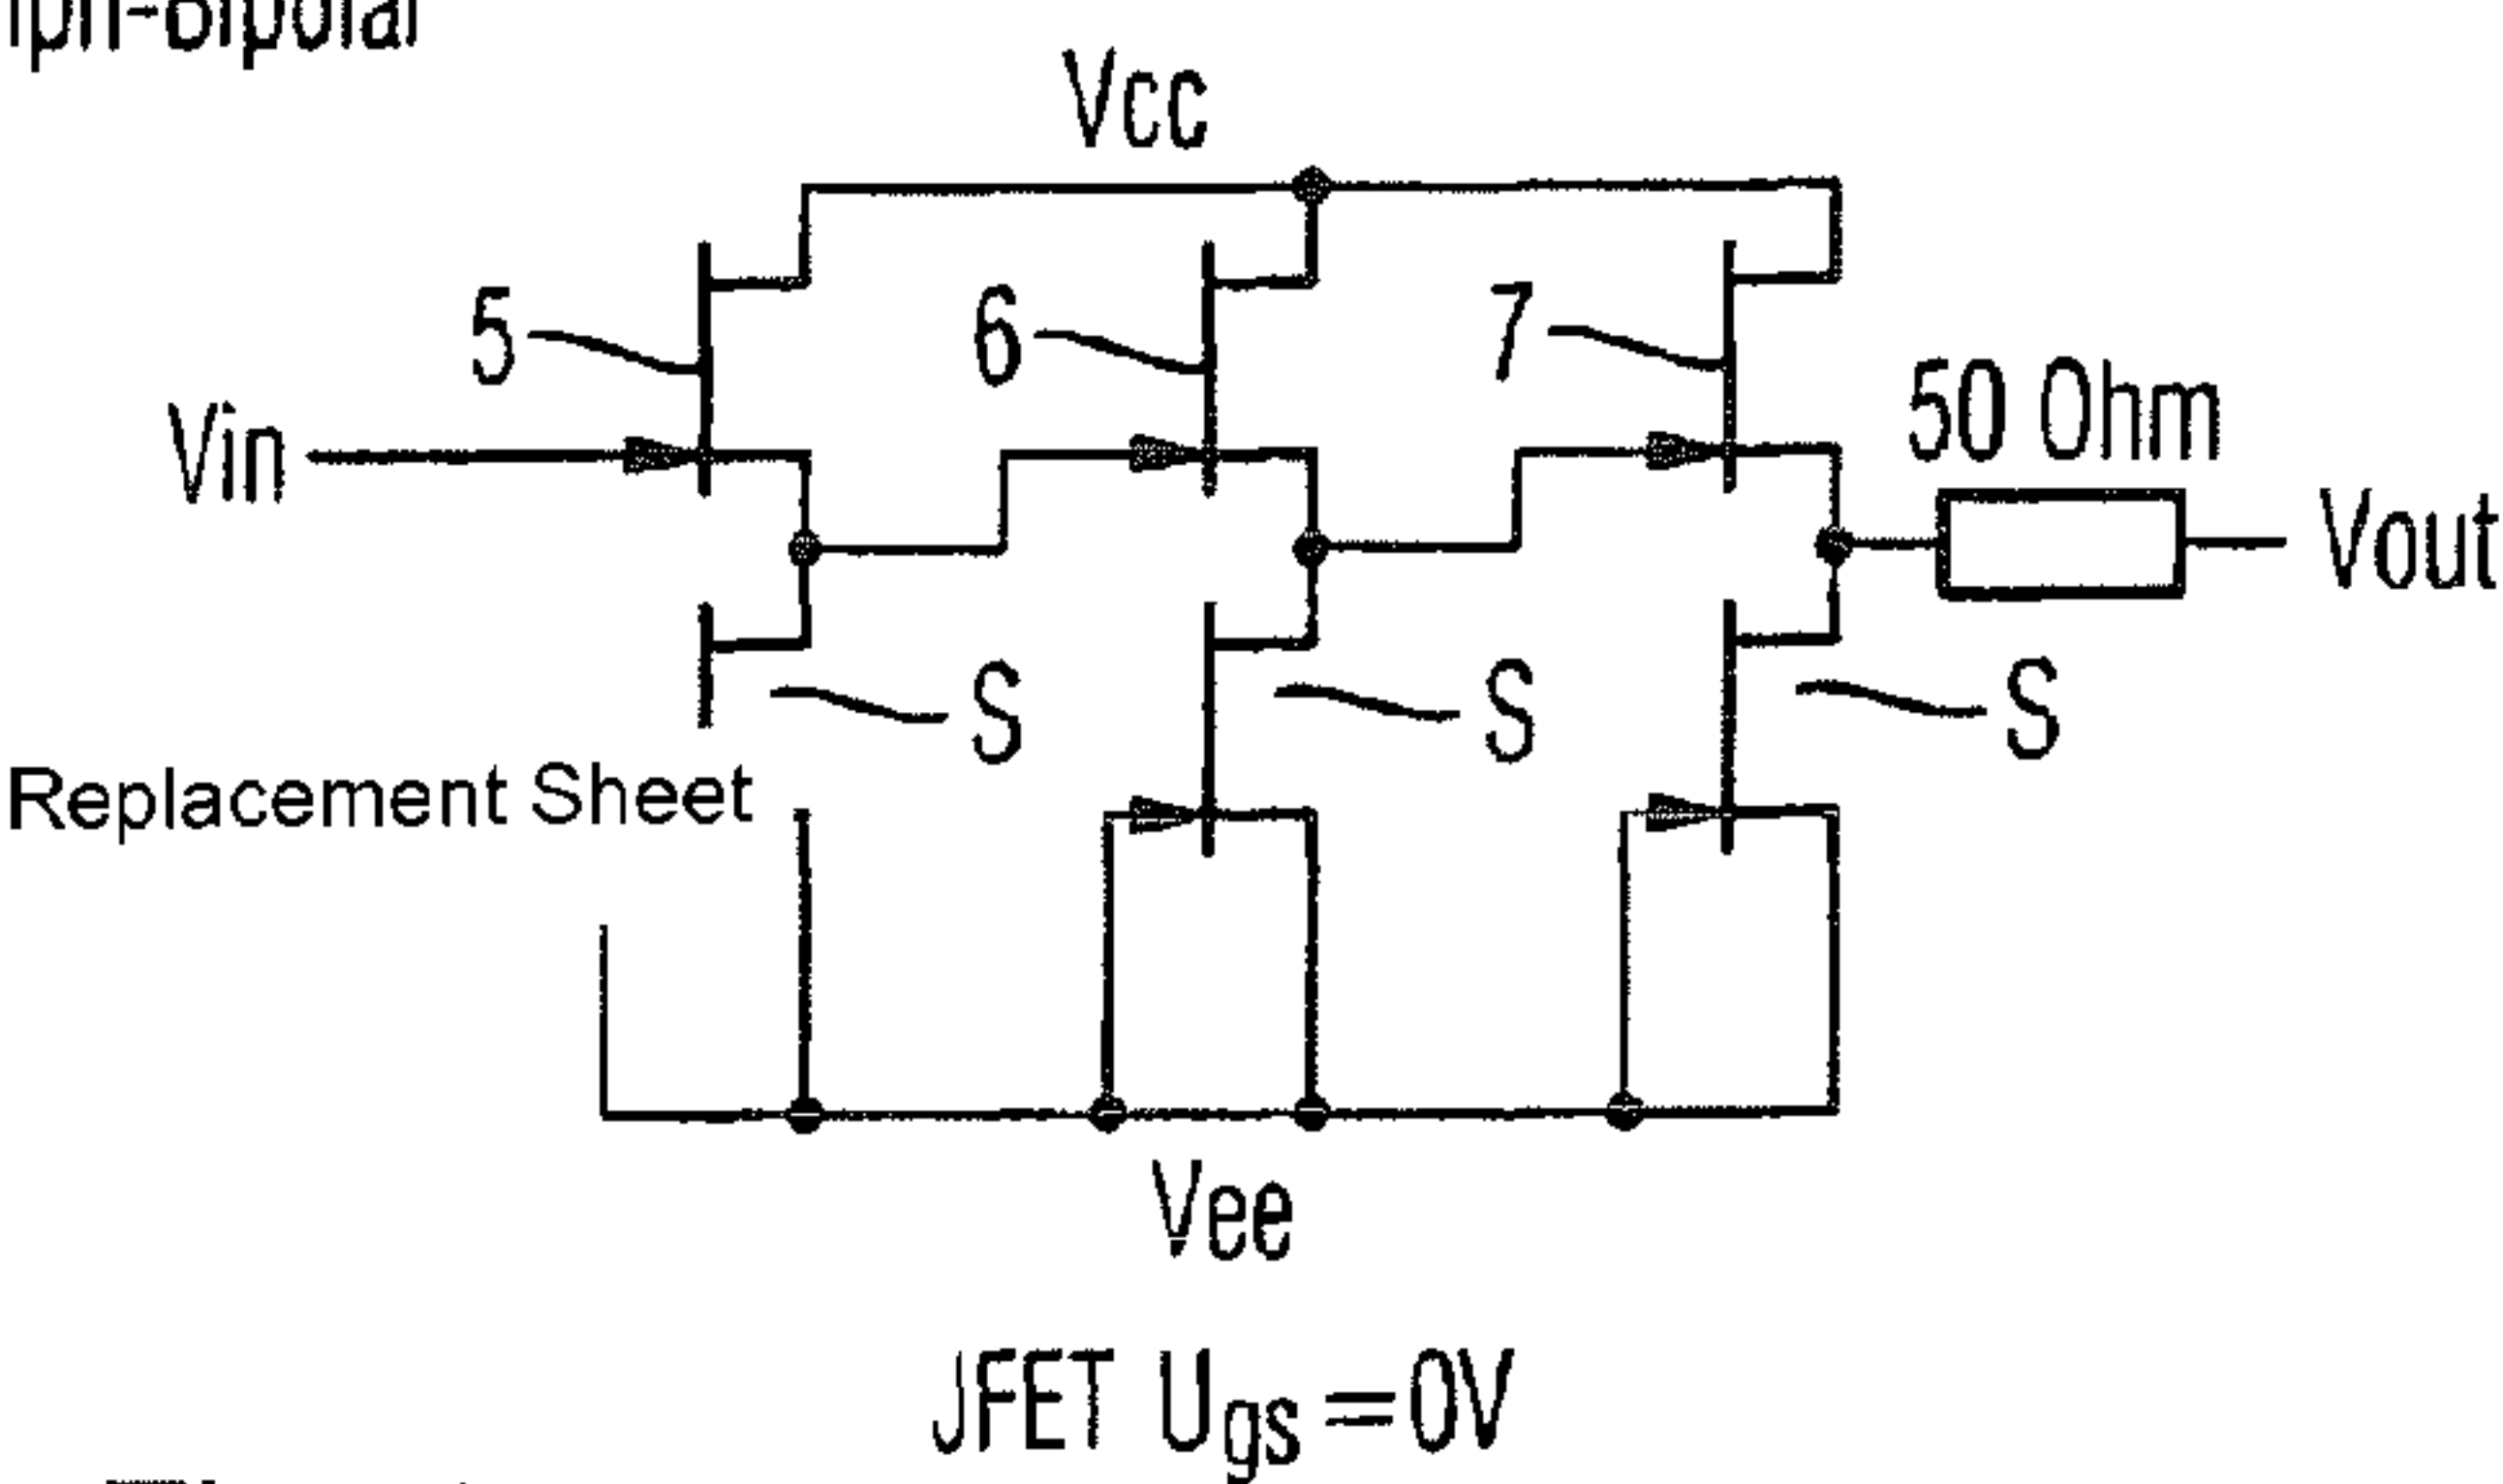 Vcc
5 6 7
50 Ohm
Vin
Vout
S S S
Replacement Sheet
Vee
JFET Ugs=0V